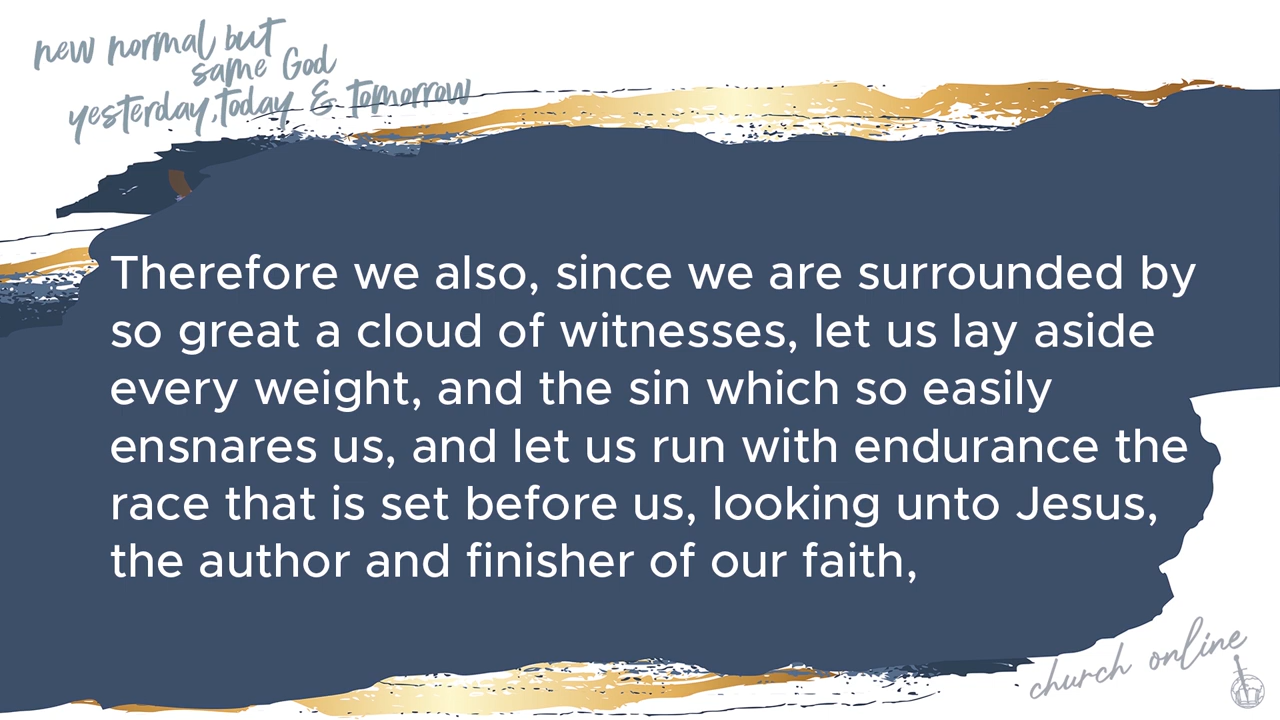 new normal but
same God
yesterday, today & tomorrow
Therefore we also, since we are surrounded by
so great a cloud of witnesses, let us lay aside
every weight, and the sin which so easily
ensnares us, and let us run with endurance the
race that is set before us, looking unto Jesus,
the author and finisher of our faith,
church online